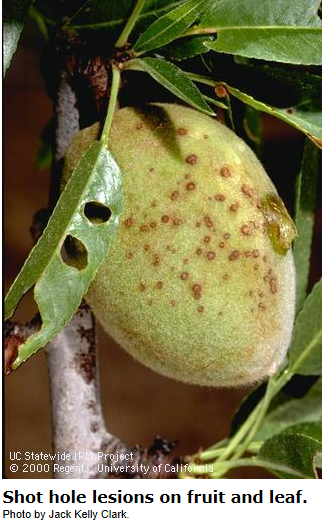 UC Statewide IPM Project
© 2000 Regents, University of California
Shot hole lesions on fruit and leaf.
Photo by Jack Kelly Clark.